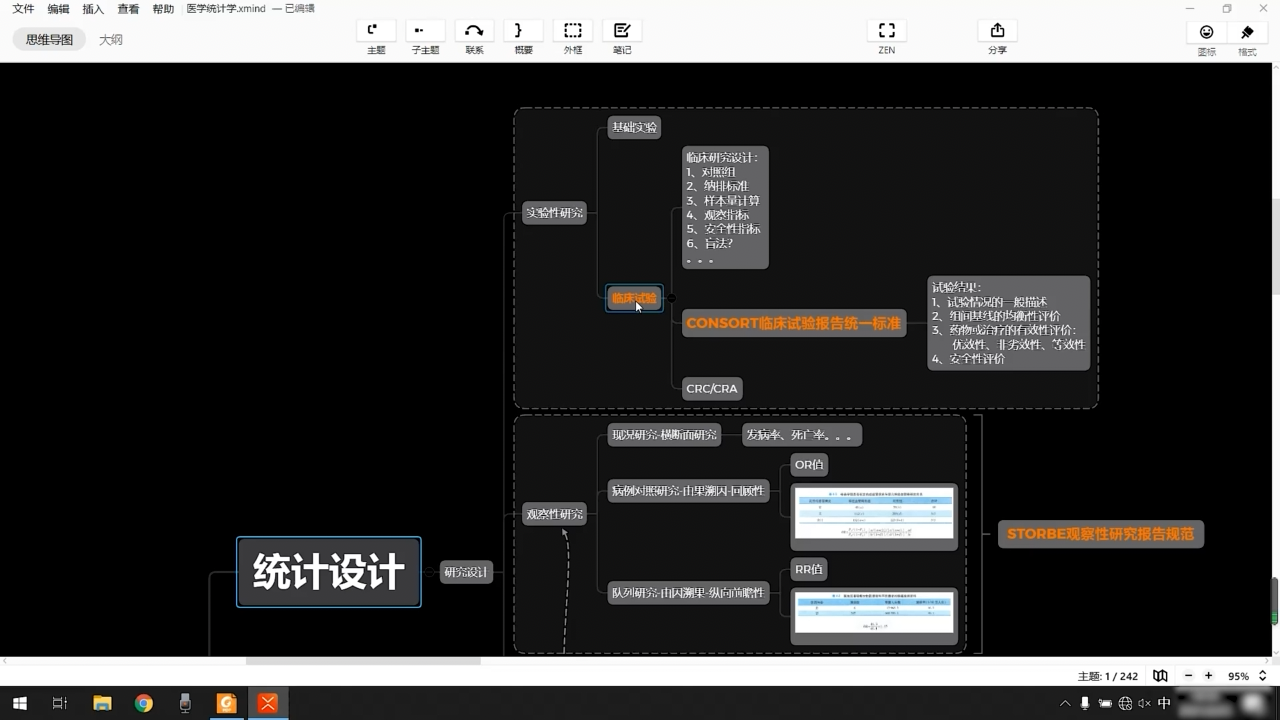 文件 编辑 插入 查看 帮助 医学统计学.xmind — 已编辑
思维导图 大纲
主题 子主题 联系 概要 外框 笔记 ZEN 分享 图标 格式
基础实验
临床研究设计：
1、对照组
2、纳排标准
3、样本量计算
4、观察指标
5、安全性指标
6、盲法？
。。。
实验性研究
临床试验
CONSORT临床试验报告统一标准
试验结果：
1、试验情况的一般描述
2、组间基线的均衡性评价
3、药物或治疗的有效性评价：
优效性、非劣效性、等效性
4、安全性评价
CRC/CRA
现况研究-横断面研究
发病率、死亡率。。。
OR值
病例对照研究-由果溯因-回顾性
观察性研究
STORBE观察性研究报告规范
RR值
队列研究-由因溯果-纵向前瞻性
统计设计
研究设计
主题: 1 / 242
95%
中